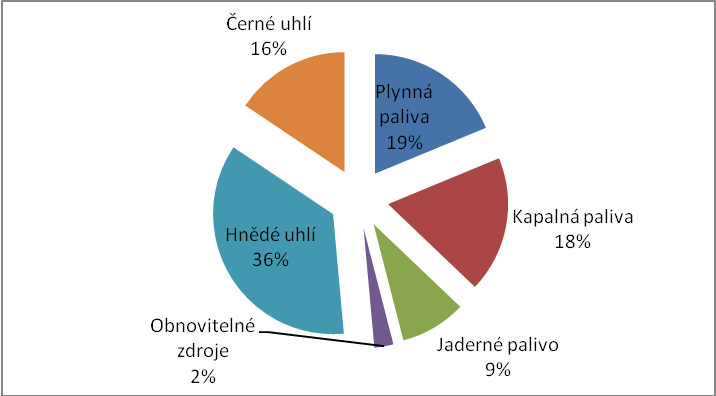 Černé uhlí
16%
Plynná
paliva
19%
Kapalná paliva
18%
Hnědé uhlí
36%
Obnovitelné
zdroje
2%
Jaderné palivo
9%